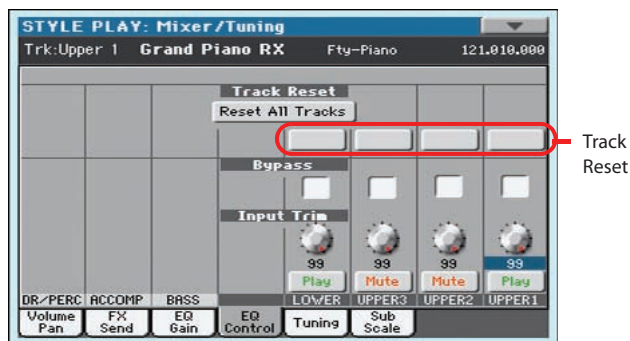 STYLE PLAY: Mixer/Tuning
Trk:Upper 1 Grand Piano RX Fty-Piano 121.010.000
Track Reset
Reset All Tracks
Track
Reset
Bypass
Input Trim
99 99 99 99
Play Mute Mute Play
DR/PERC ACCOMP BASS LOWER UPPER3 UPPER2 UPPER1
Volume Pan FX Send EQ Gain EQ Control Tuning Sub Scale